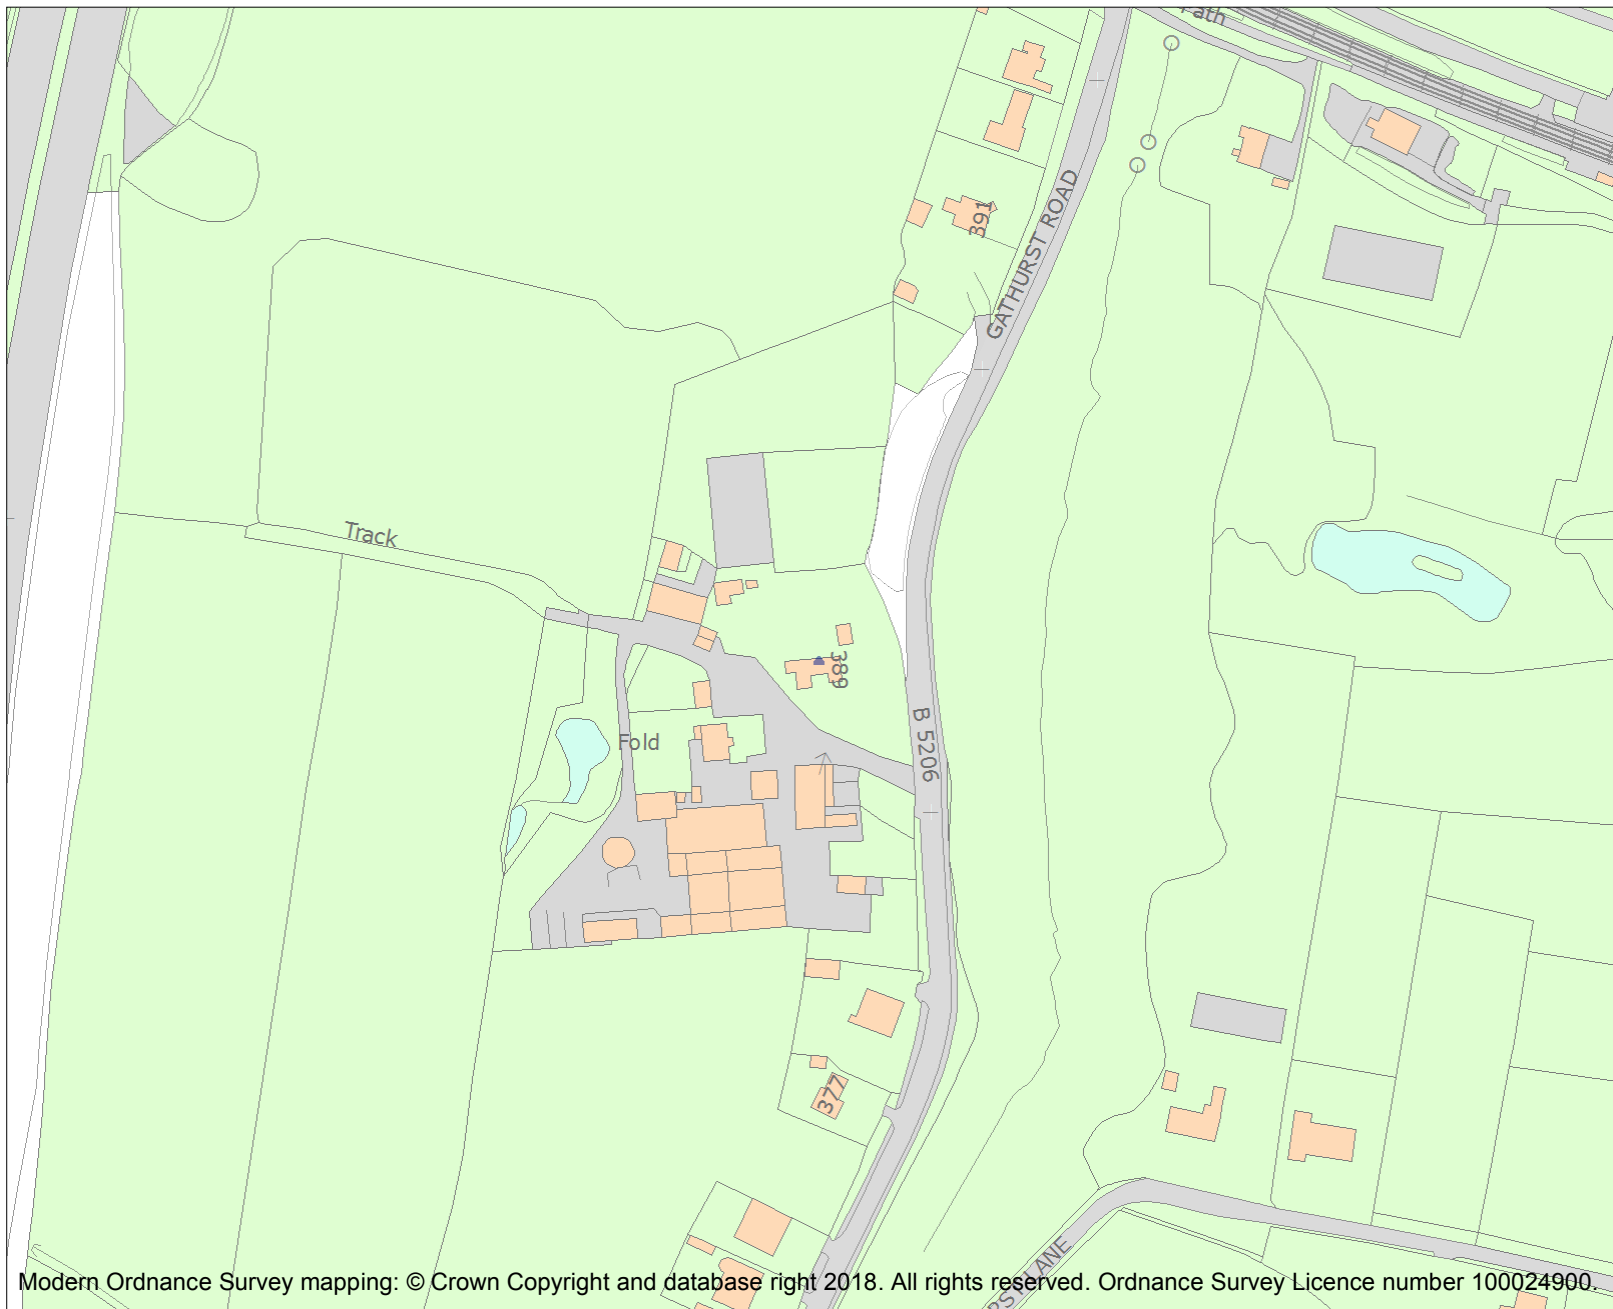 Path
391
GATHURST ROAD
Track
389
B 5206
Fold
377
LANE
Modern Ordnance Survey mapping: © Crown Copyright and database right 2018. All rights reserved. Ordnance Survey Licence number 100024900.